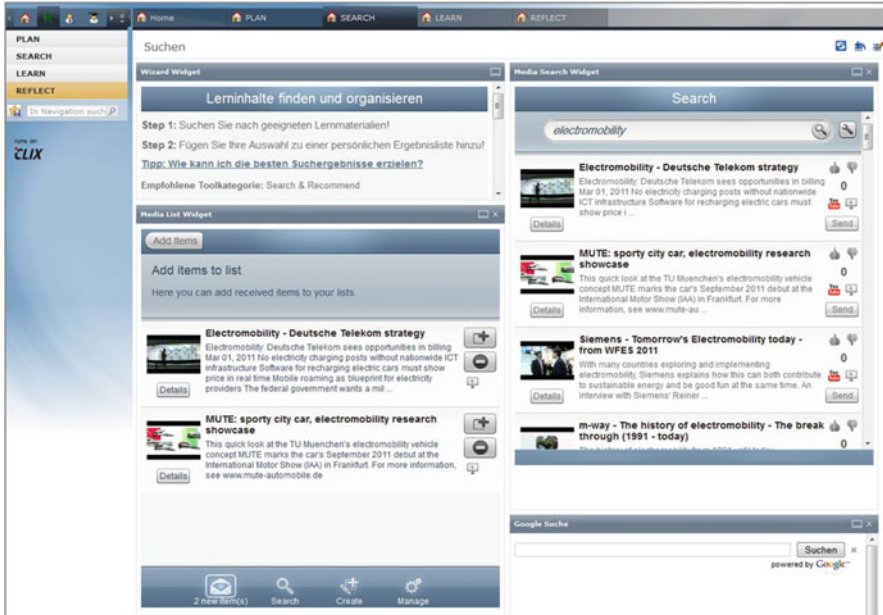 Home
PLAN
SEARCH
LEARN
REFLECT
PLAN
SEARCH
LEARN
REFLECT
In Navigation such
runs on
CLIX
Suchen
Wizard Widget
Lerninhalte finden und organisieren
Step 1: Suchen Sie nach geeigneten Lernmaterialien!
Step 2: Fügen Sie Ihre Auswahl zu einer persönlichen Ergebnisliste hinzu!
Tipp: Wie kann ich die besten Suchergebnisse erzielen?
Empfohlene Toolkategorie: Search & Recommend
Media List Widget
Add Items
Add items to list
Here you can add received items to your lists.
Electromobility - Deutsche Telekom strategy
Electromobility: Deutsche Telekom sees opportunities in billing
Mar 01, 2011 No electricity charging posts without nationwide ICT
infrastructure Software for recharging electric cars must show
price in real time Mobile roaming as blueprint for electricity
providers The federal government wants a mil ...
Details
MUTE: sporty city car, electromobility research
showcase
This quick look at the TU Muenchen's electromobility vehicle
concept MUTE marks the car's September 2011 debut at the
International Motor Show (IAA) in Frankfurt. For more information,
see www.mute-automobile.de
Details
2 new item(s)
Search
Create
Manage
Media Search Widget
Search
electromobility
Electromobility - Deutsche Telekom strategy
Electromobility: Deutsche Telekom sees opportunities in billing
Mar 01, 2011 No electricity charging posts without nationwide
ICT infrastructure Software for recharging electric cars must
show price i ...
0
You Tube
Details
Send
MUTE: sporty city car, electromobility research
showcase
This quick look at the TU Muenchen's electromobility vehicle
concept MUTE marks the car's September 2011 debut at the
International Motor Show (IAA) in Frankfurt. For more
information, see www.mute-au ...
0
You Tube
Details
Send
Siemens - Tomorrow's Electromobility today -
from WFES 2011
With many countries exploring and implementing
electromobility, Siemens explains how this can both contribute
to sustainable energy and be good fun at the same time. An
interview with Siemens' Reiner ...
0
You Tube
Details
Send
m-way - The history of electromobility - The break
through (1991 - today)
0
Google Suche
Suchen
powered by Google™